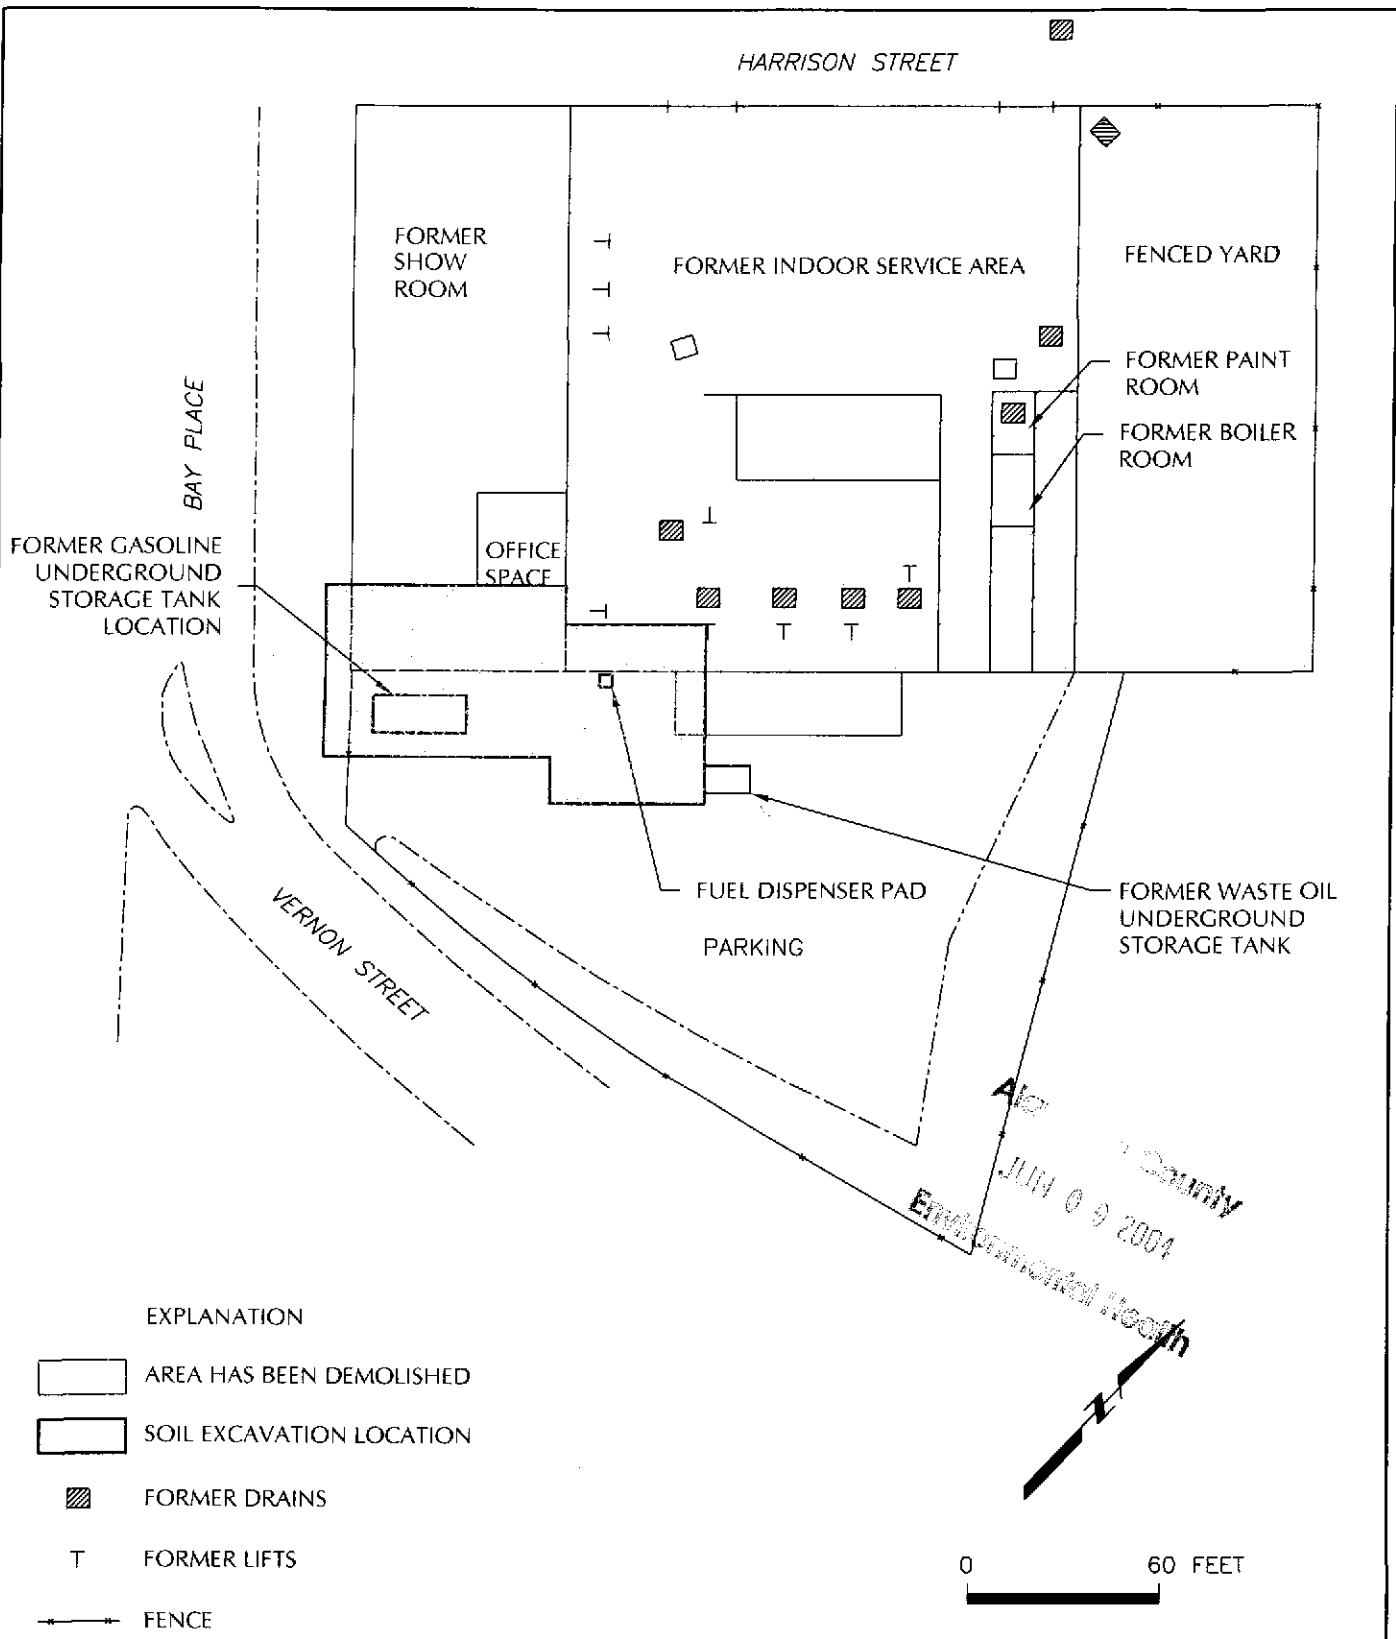 HARRISON STREET
FORMER
SHOW
ROOM
FORMER INDOOR SERVICE AREA
FENCED YARD
FORMER PAINT
ROOM
FORMER BOILER
ROOM
BAY PLACE
OFFICE
SPACE
FORMER GASOLINE
UNDERGROUND
STORAGE TANK
LOCATION
FUEL DISPENSER PAD
PARKING
FORMER WASTE OIL
UNDERGROUND
STORAGE TANK
VERNON STREET
County
JUN 0 9 2004
Environmental Health
N
EXPLANATION
AREA HAS BEEN DEMOLISHED
SOIL EXCAVATION LOCATION
FORMER DRAINS
FORMER LIFTS
FENCE
0 60 FEET